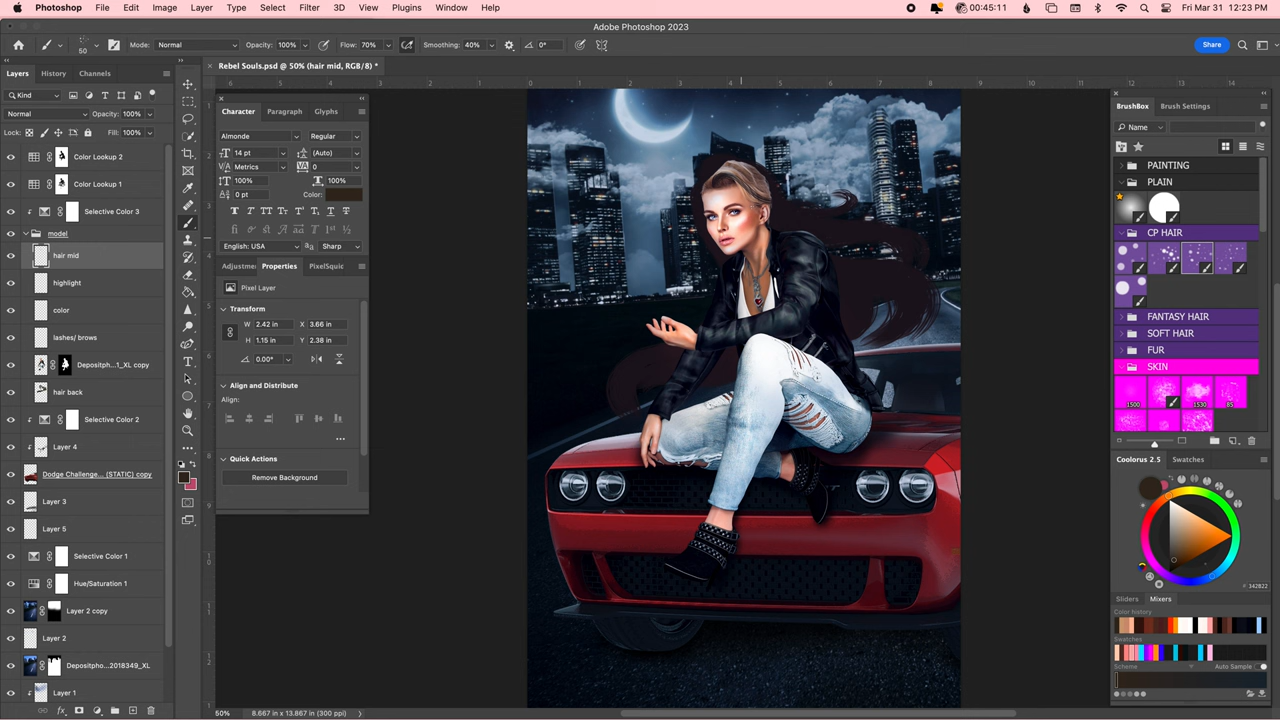 Photoshop File Edit Image Layer Type Select Filter 3D View Plugins Window Help 00:45:11 Fri Mar 31 12:23 PM
Adobe Photoshop 2023
50 Mode: Normal Opacity: 100% Flow: 70% Smoothing: 40% 0° Share
Layers History Channels
Rebel Souls.psd @ 50% (hair mid, RGB/8) *
Kind
Normal Opacity: 100%
Lock: Fill: 100%
Color Lookup 2
Color Lookup 1
Selective Color 3
model
hair mid
highlight
color
lashes/ brows
Depositph...1_XL copy
hair back
Selective Color 2
Layer 4
Dodge Challenge... (STATIC) copy
Layer 3
Layer 5
Selective Color 1
Hue/Saturation 1
Layer 2 copy
Layer 2
Depositpho...2018349_XL
Layer 1
Character Paragraph Glyphs
Almonde Regular
14 pt (Auto)
Metrics 0
100% 100%
0 pt Color:
English: USA Sharp
Adjustme Properties PixelSquic
Pixel Layer
Transform
W 2.42 in X 3.66 in
H 1.15 in Y 2.38 in
0.00°
Align and Distribute
Align:
Quick Actions
Remove Background
50% 8.667 in x 13.867 in (300 ppi)
BrushBox Brush Settings
Name
PAINTING
PLAIN
CP HAIR
FANTASY HAIR
SOFT HAIR
FUR
SKIN
1500 1530 85
Coolorus 2.5 Swatches
# 342B22
Sliders Mixers
Color history
Swatches
Scheme Auto Sample